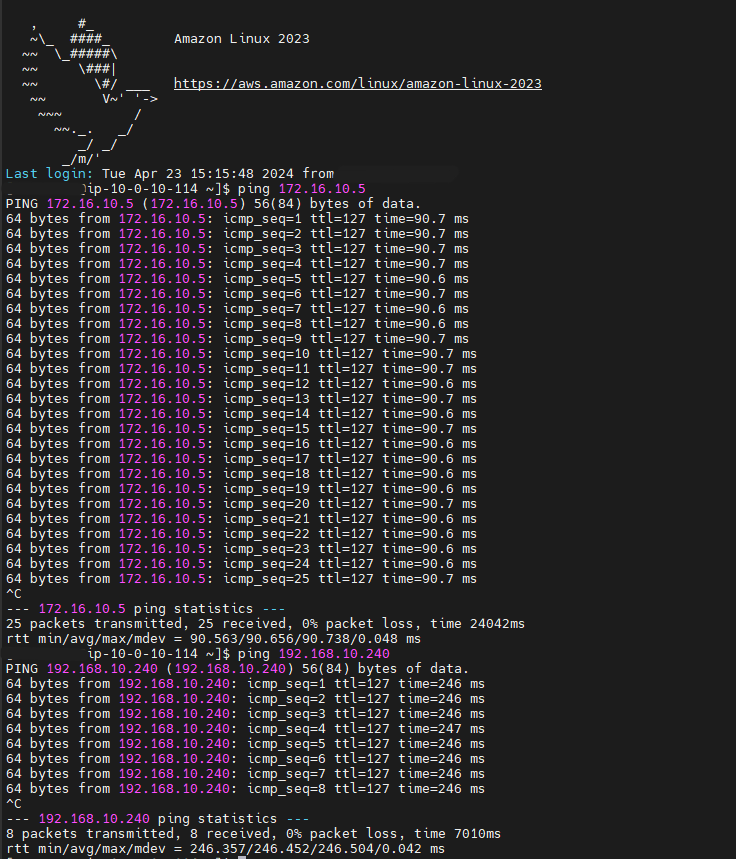 ,     #_
   ~\_  ####_        Amazon Linux 2023
  ~~  \_#####\
  ~~     \###|
  ~~       \#/ ___   https://aws.amazon.com/linux/amazon-linux-2023
   ~~       V~' '->
    ~~~         /
      ~~._.   _/
         _/ _/
       _/m/'
Last login: Tue Apr 23 15:15:48 2024 from
ip-10-0-10-114 ~]$ ping 172.16.10.5
PING 172.16.10.5 (172.16.10.5) 56(84) bytes of data.
64 bytes from 172.16.10.5: icmp_seq=1 ttl=127 time=90.7 ms
64 bytes from 172.16.10.5: icmp_seq=2 ttl=127 time=90.7 ms
64 bytes from 172.16.10.5: icmp_seq=3 ttl=127 time=90.7 ms
64 bytes from 172.16.10.5: icmp_seq=4 ttl=127 time=90.7 ms
64 bytes from 172.16.10.5: icmp_seq=5 ttl=127 time=90.6 ms
64 bytes from 172.16.10.5: icmp_seq=6 ttl=127 time=90.7 ms
64 bytes from 172.16.10.5: icmp_seq=7 ttl=127 time=90.6 ms
64 bytes from 172.16.10.5: icmp_seq=8 ttl=127 time=90.6 ms
64 bytes from 172.16.10.5: icmp_seq=9 ttl=127 time=90.7 ms
64 bytes from 172.16.10.5: icmp_seq=10 ttl=127 time=90.7 ms
64 bytes from 172.16.10.5: icmp_seq=11 ttl=127 time=90.7 ms
64 bytes from 172.16.10.5: icmp_seq=12 ttl=127 time=90.6 ms
64 bytes from 172.16.10.5: icmp_seq=13 ttl=127 time=90.7 ms
64 bytes from 172.16.10.5: icmp_seq=14 ttl=127 time=90.6 ms
64 bytes from 172.16.10.5: icmp_seq=15 ttl=127 time=90.7 ms
64 bytes from 172.16.10.5: icmp_seq=16 ttl=127 time=90.6 ms
64 bytes from 172.16.10.5: icmp_seq=17 ttl=127 time=90.6 ms
64 bytes from 172.16.10.5: icmp_seq=18 ttl=127 time=90.6 ms
64 bytes from 172.16.10.5: icmp_seq=19 ttl=127 time=90.6 ms
64 bytes from 172.16.10.5: icmp_seq=20 ttl=127 time=90.7 ms
64 bytes from 172.16.10.5: icmp_seq=21 ttl=127 time=90.6 ms
64 bytes from 172.16.10.5: icmp_seq=22 ttl=127 time=90.6 ms
64 bytes from 172.16.10.5: icmp_seq=23 ttl=127 time=90.6 ms
64 bytes from 172.16.10.5: icmp_seq=24 ttl=127 time=90.6 ms
64 bytes from 172.16.10.5: icmp_seq=25 ttl=127 time=90.7 ms
^C
--- 172.16.10.5 ping statistics ---
25 packets transmitted, 25 received, 0% packet loss, time 24042ms
rtt min/avg/max/mdev = 90.563/90.656/90.738/0.048 ms
ip-10-0-10-114 ~]$ ping 192.168.10.240
PING 192.168.10.240 (192.168.10.240) 56(84) bytes of data.
64 bytes from 192.168.10.240: icmp_seq=1 ttl=127 time=246 ms
64 bytes from 192.168.10.240: icmp_seq=2 ttl=127 time=246 ms
64 bytes from 192.168.10.240: icmp_seq=3 ttl=127 time=246 ms
64 bytes from 192.168.10.240: icmp_seq=4 ttl=127 time=247 ms
64 bytes from 192.168.10.240: icmp_seq=5 ttl=127 time=246 ms
64 bytes from 192.168.10.240: icmp_seq=6 ttl=127 time=246 ms
64 bytes from 192.168.10.240: icmp_seq=7 ttl=127 time=246 ms
64 bytes from 192.168.10.240: icmp_seq=8 ttl=127 time=246 ms
^C
--- 192.168.10.240 ping statistics ---
8 packets transmitted, 8 received, 0% packet loss, time 7010ms
rtt min/avg/max/mdev = 246.357/246.452/246.504/0.042 ms